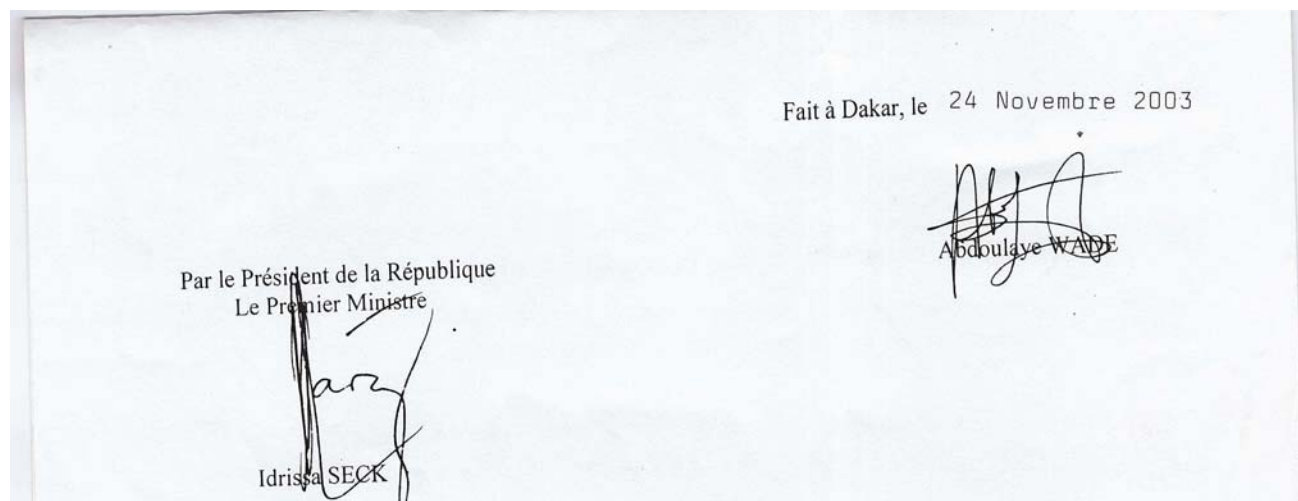 Fait à Dakar, le 24 Novembre 2003
Abdoulaye WADE
Par le Président de la République
Le Premier Ministre
Idrissa SECK